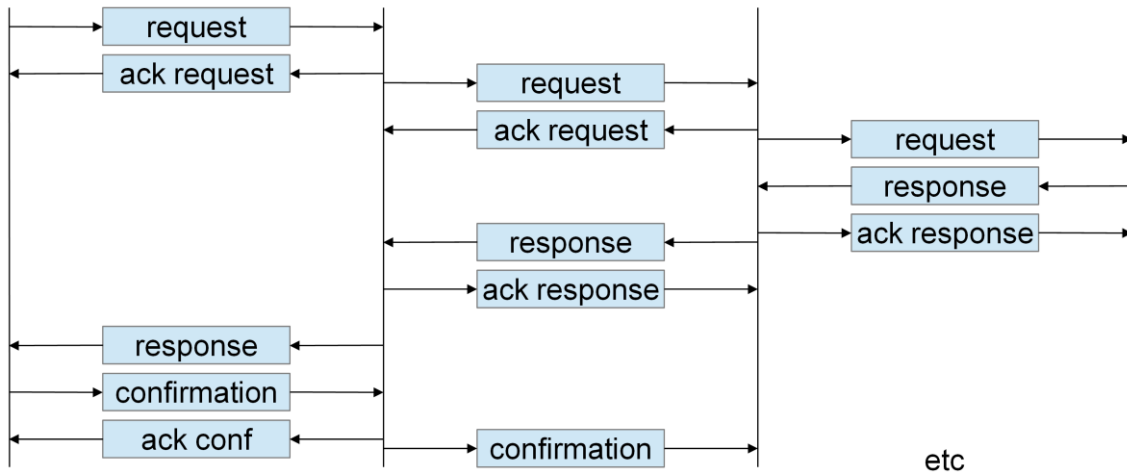 request
ack request
request
ack request
request
response
response
ack response
ack response
response
confirmation
ack conf
confirmation
etc